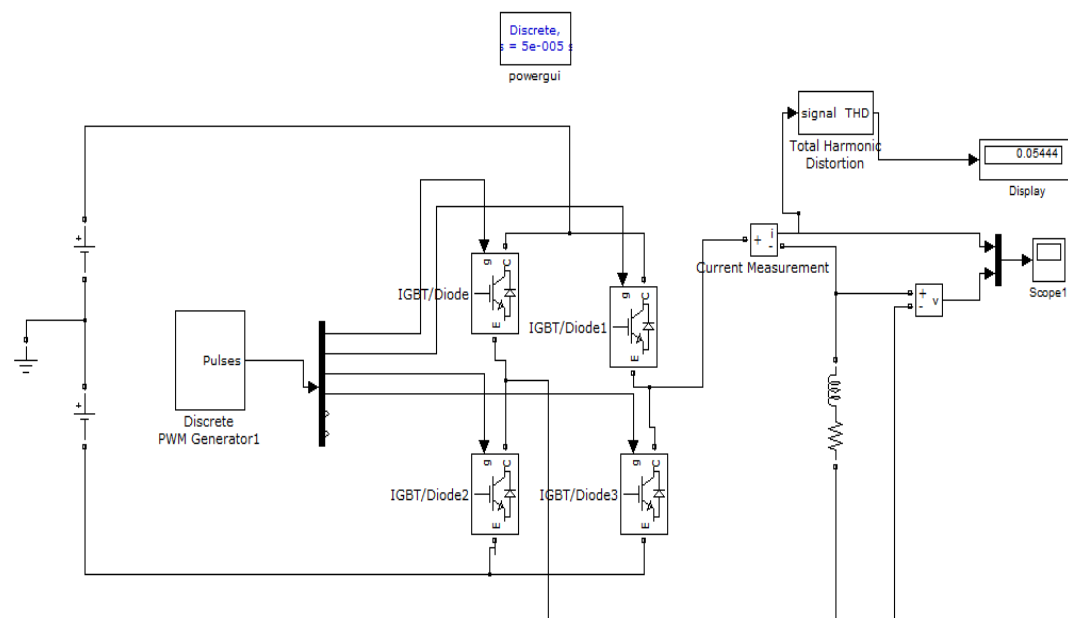 Discrete,
s = 5e-005 s
powergui
signal THD
Total Harmonic
Distortion
0.05444
Display
+
i
-
Current Measurement
+
-
v
Scope1
+
g
C
E
IGBT/Diode
g
C
E
IGBT/Diode1
Pulses
Discrete
PWM Generator1
+
g
C
E
IGBT/Diode2
g
C
E
IGBT/Diode3